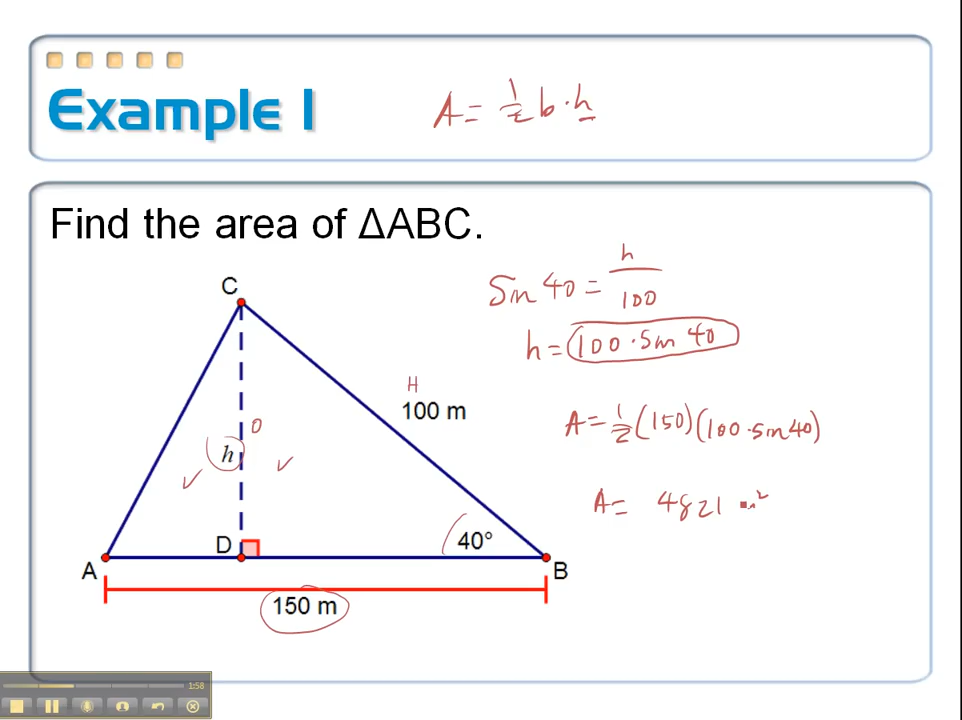 Example 1
A = 1/2 b · h
Find the area of ΔABC.
Sin 40 = h/100
h = 100 · Sin 40
A = 1/2 (150)(100 · Sin 40)
A = 4821 m²
C
H
100 m
O
h
D
40°
A
B
150 m
1:58